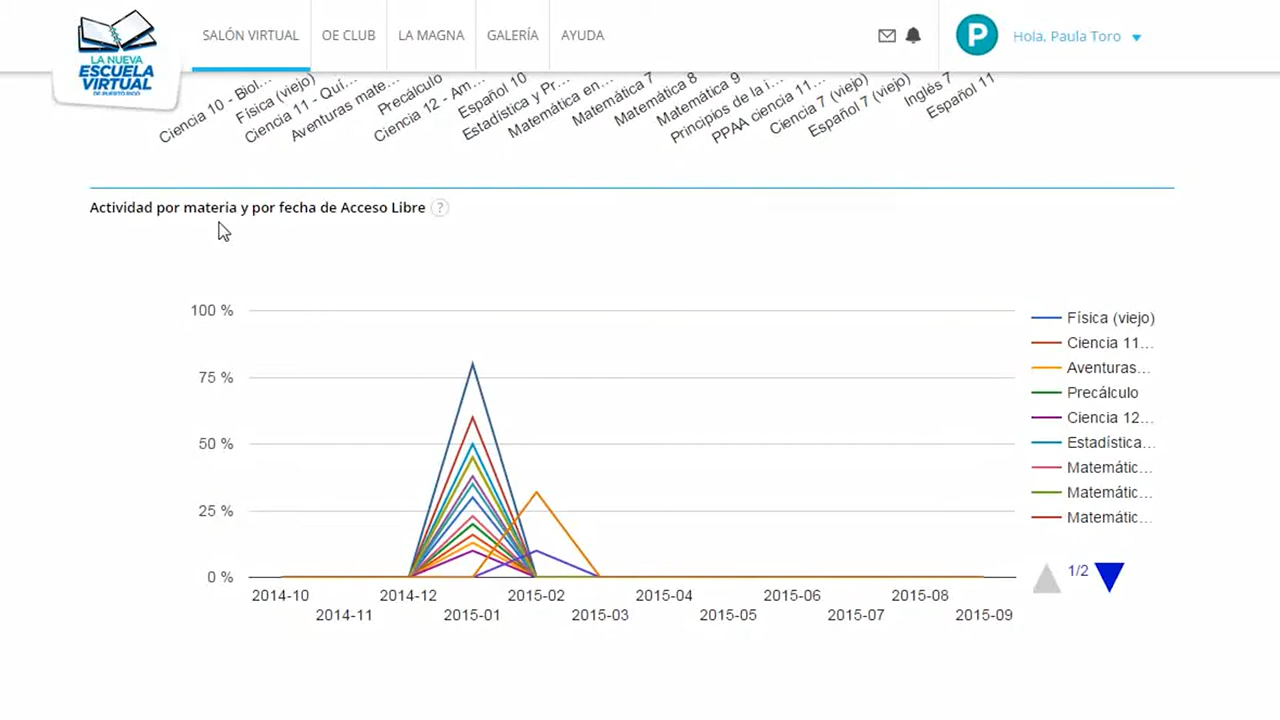 LA NUEVA
ESCUELA
VIRTUAL
DE PUERTO RICO
SALÓN VIRTUAL
OE CLUB
LA MAGNA
GALERÍA
AYUDA
P
Hola, Paula Toro
Ciencia 10 - Biol...
Física (viejo)
Ciencia 11 - Quí...
Aventuras mate...
Precálculo
Ciencia 12 - Am...
Español 10
Estadística y Pr...
Matemática en...
Matemática 7
Matemática 8
Matemática 9
Principios de la i...
PPAA ciencia 11...
Ciencia 7 (viejo)
Español 7 (viejo)
Inglés 7
Español 11
Actividad por materia y por fecha de Acceso Libre ?
100 %
75 %
50 %
25 %
0 %
2014-10
2014-11
2014-12
2015-01
2015-02
2015-03
2015-04
2015-05
2015-06
2015-07
2015-08
2015-09
Física (viejo)
Ciencia 11...
Aventuras...
Precálculo
Ciencia 12...
Estadística...
Matemátic...
Matemátic...
Matemátic...
1/2